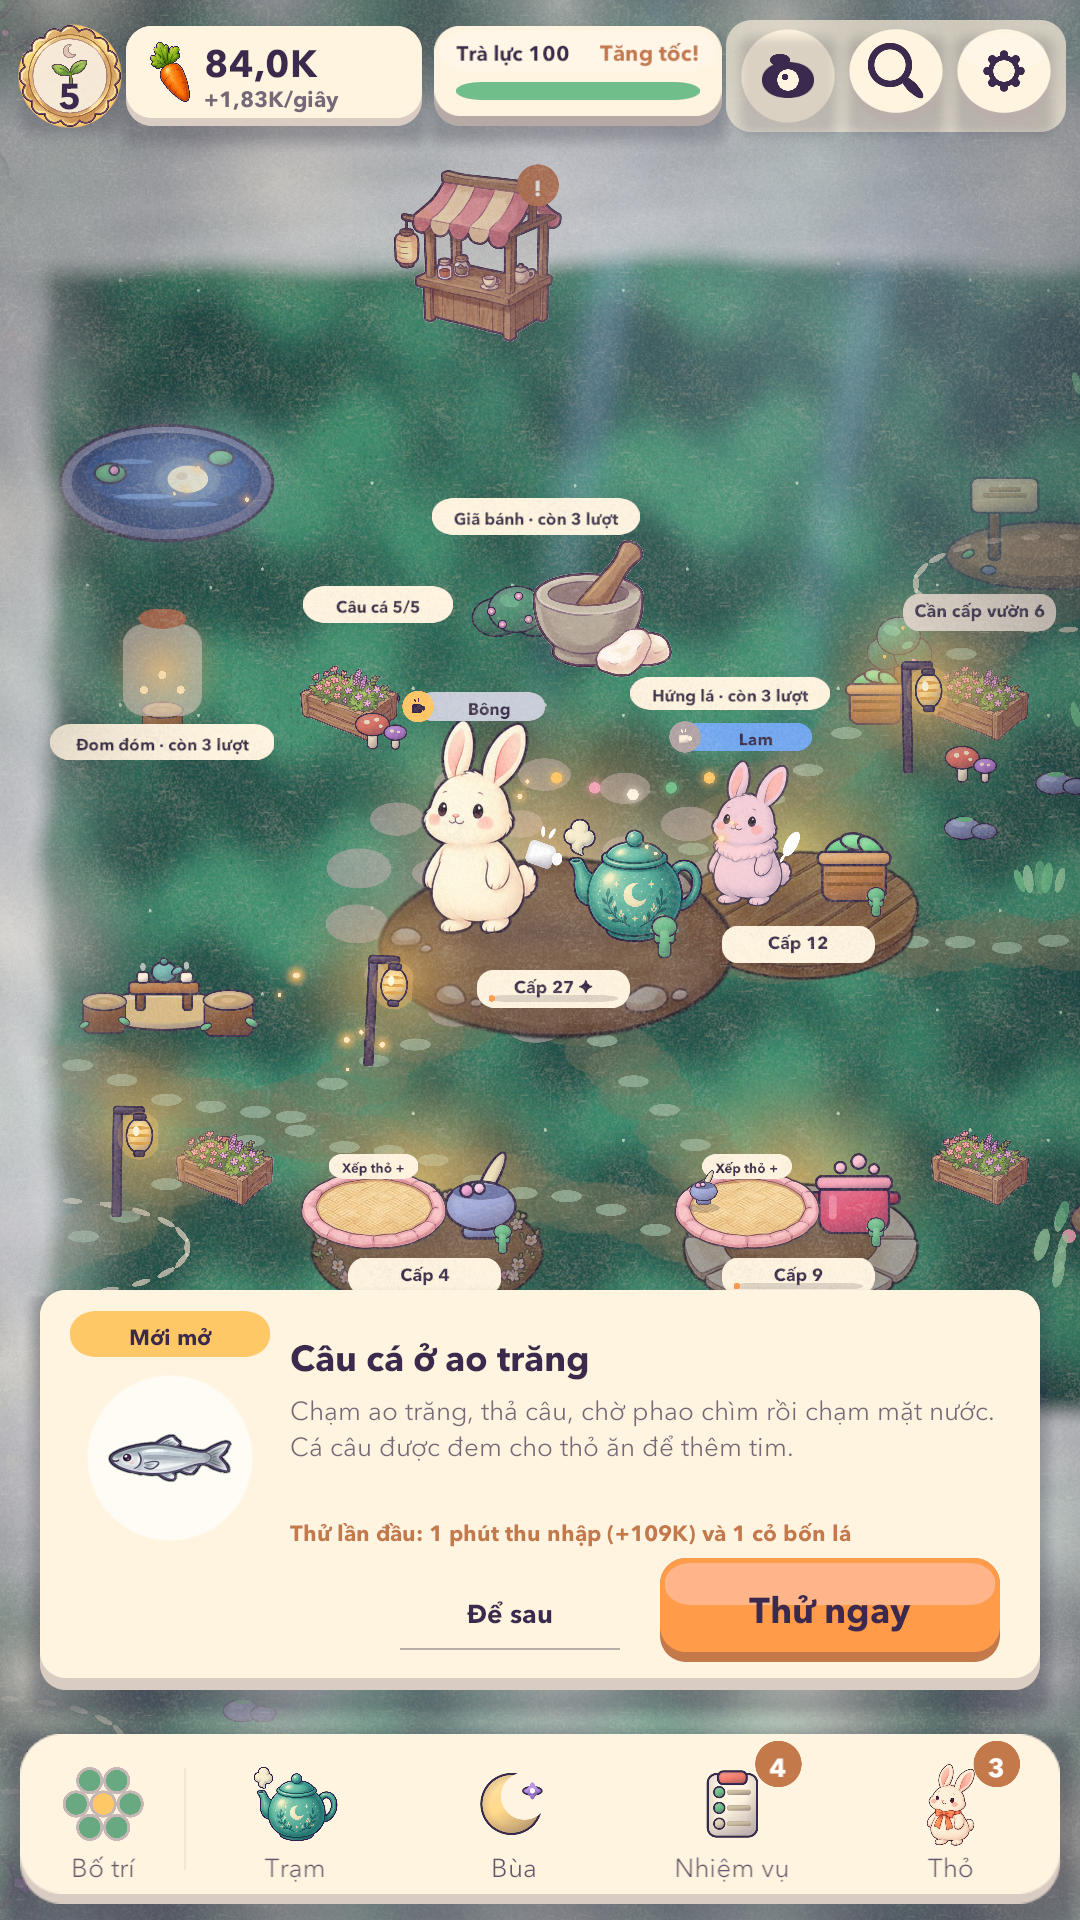 5
84,0K
+1,83K/giây
Trà lực 100
Tăng tốc!
!
Giã bánh · còn 3 lượt
Câu cá 5/5
Cần cấp vườn 6
Hứng lá · còn 3 lượt
Bông
Lam
Đom đóm · còn 3 lượt
Cấp 12
Cấp 27
Xếp thỏ +
Xếp thỏ +
Cấp 4
Cấp 9
Mới mở
Câu cá ở ao trăng
Chạm ao trăng, thả câu, chờ phao chìm rồi chạm mặt nước.
Cá câu được đem cho thỏ ăn để thêm tim.
Thử lần đầu: 1 phút thu nhập (+109K) và 1 cỏ bốn lá
Để sau
Thử ngay
4
3
Bố trí
Trạm
Bùa
Nhiệm vụ
Thỏ